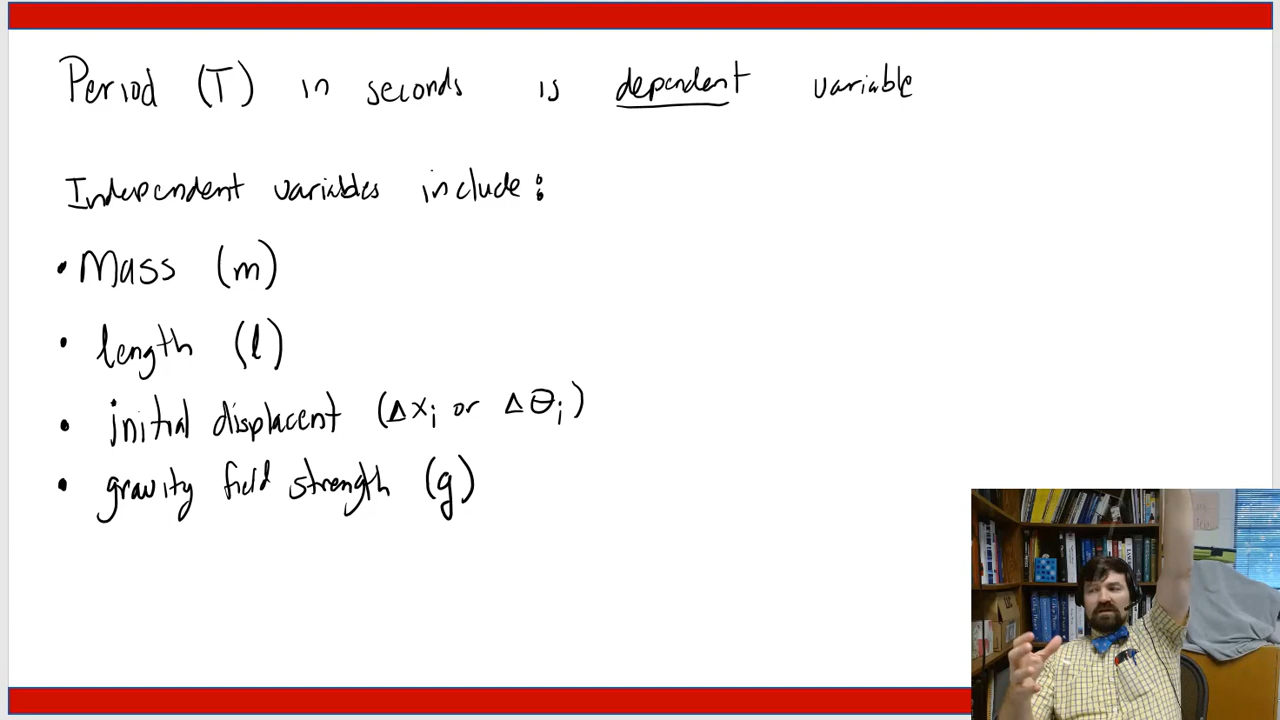 Period (T) in seconds is dependent variable
Independent variables include:
• Mass (m)
• length (l)
• initial displacent (Δx_i or Δθ_i)
• gravity field strength (g)